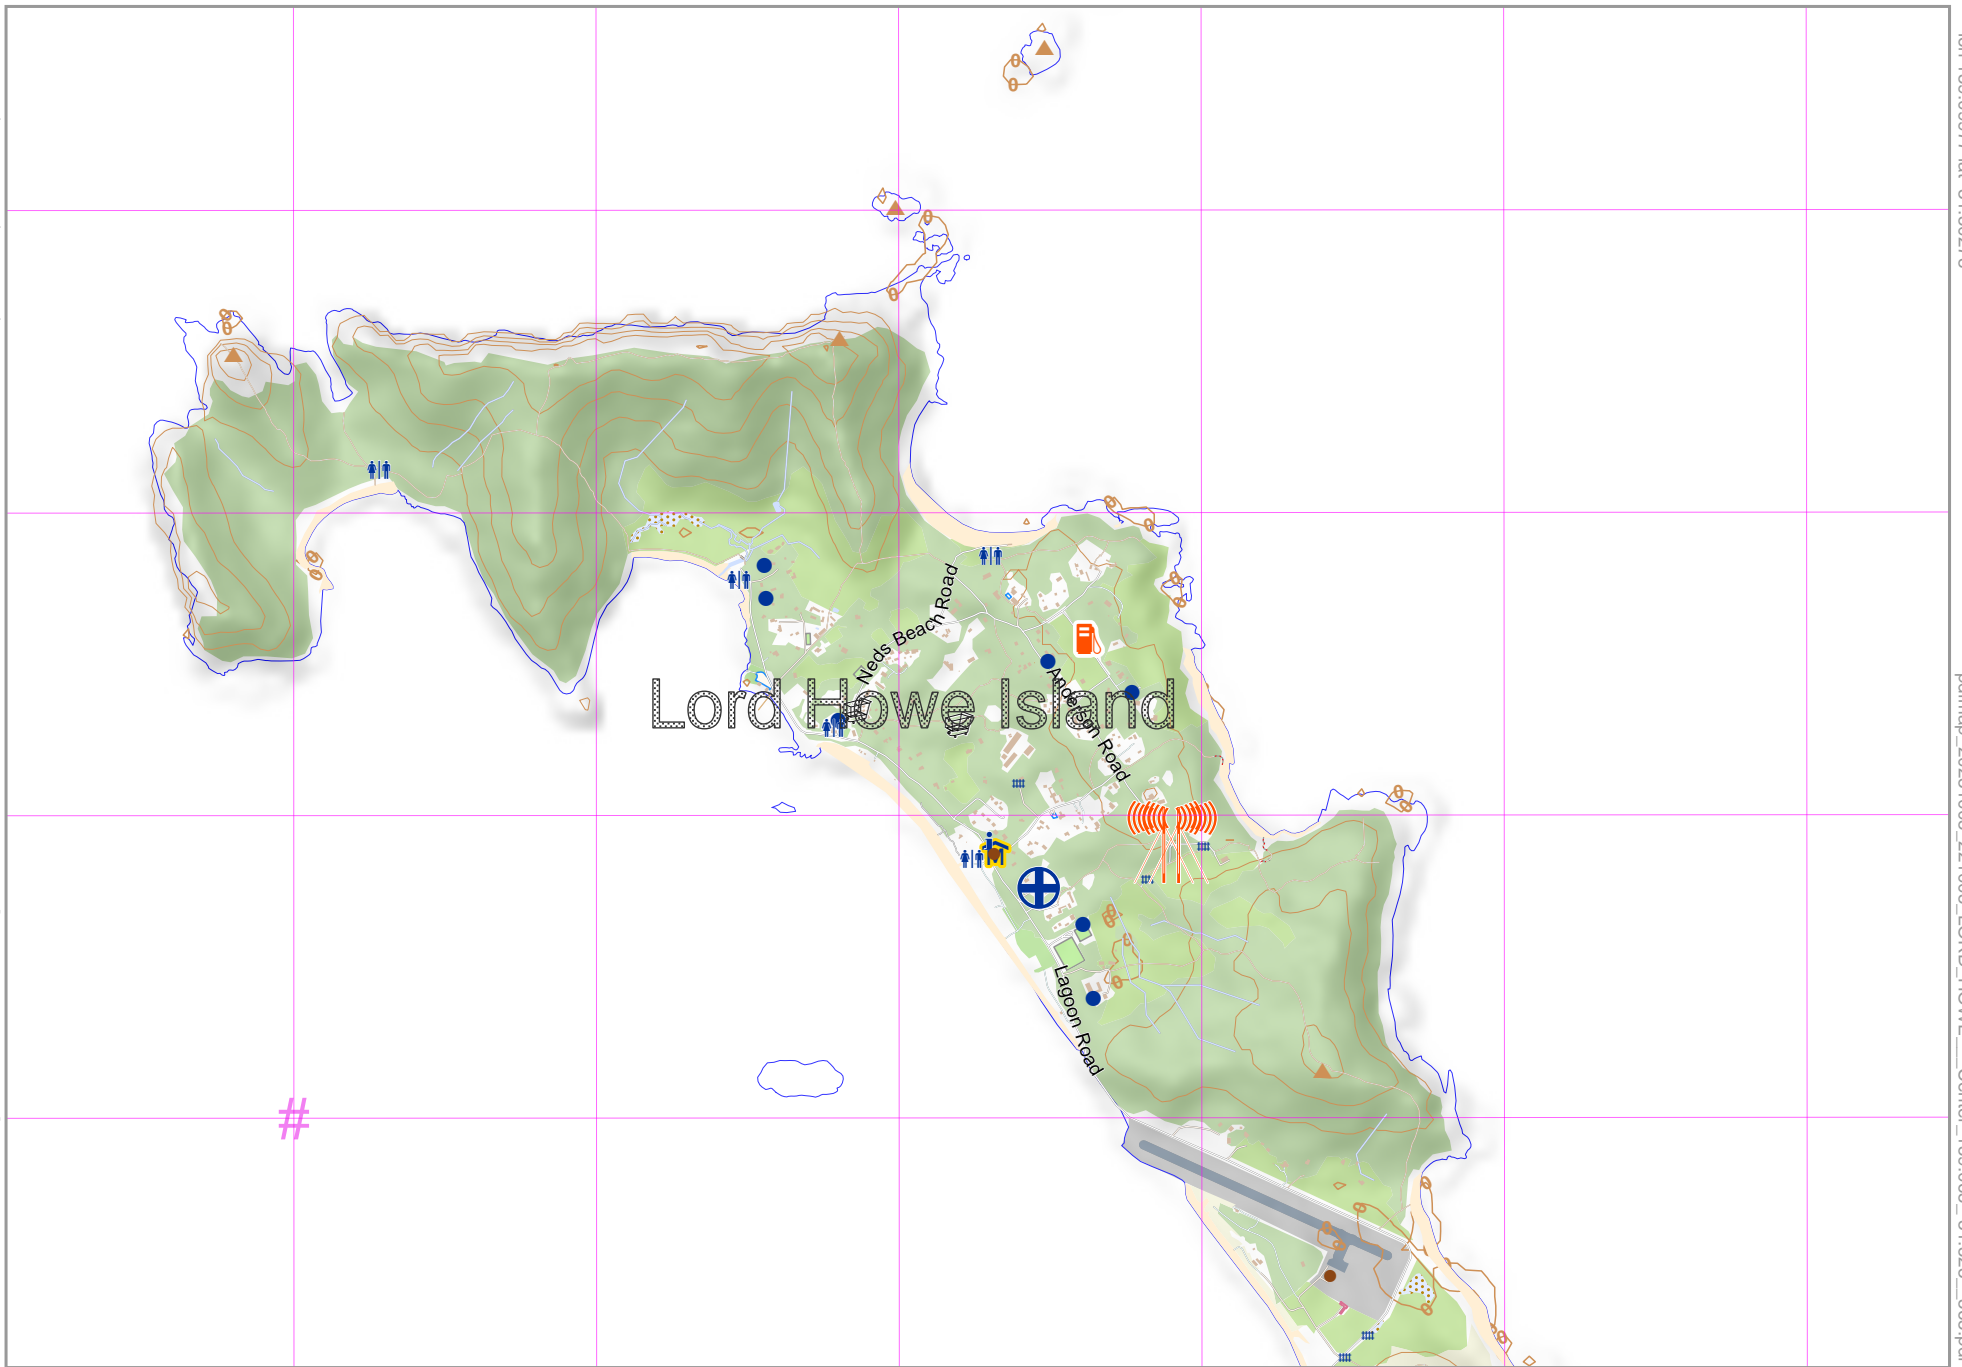 Neds Beach Road
Lord Howe Island
Anderson Road
Lagoon Road
#